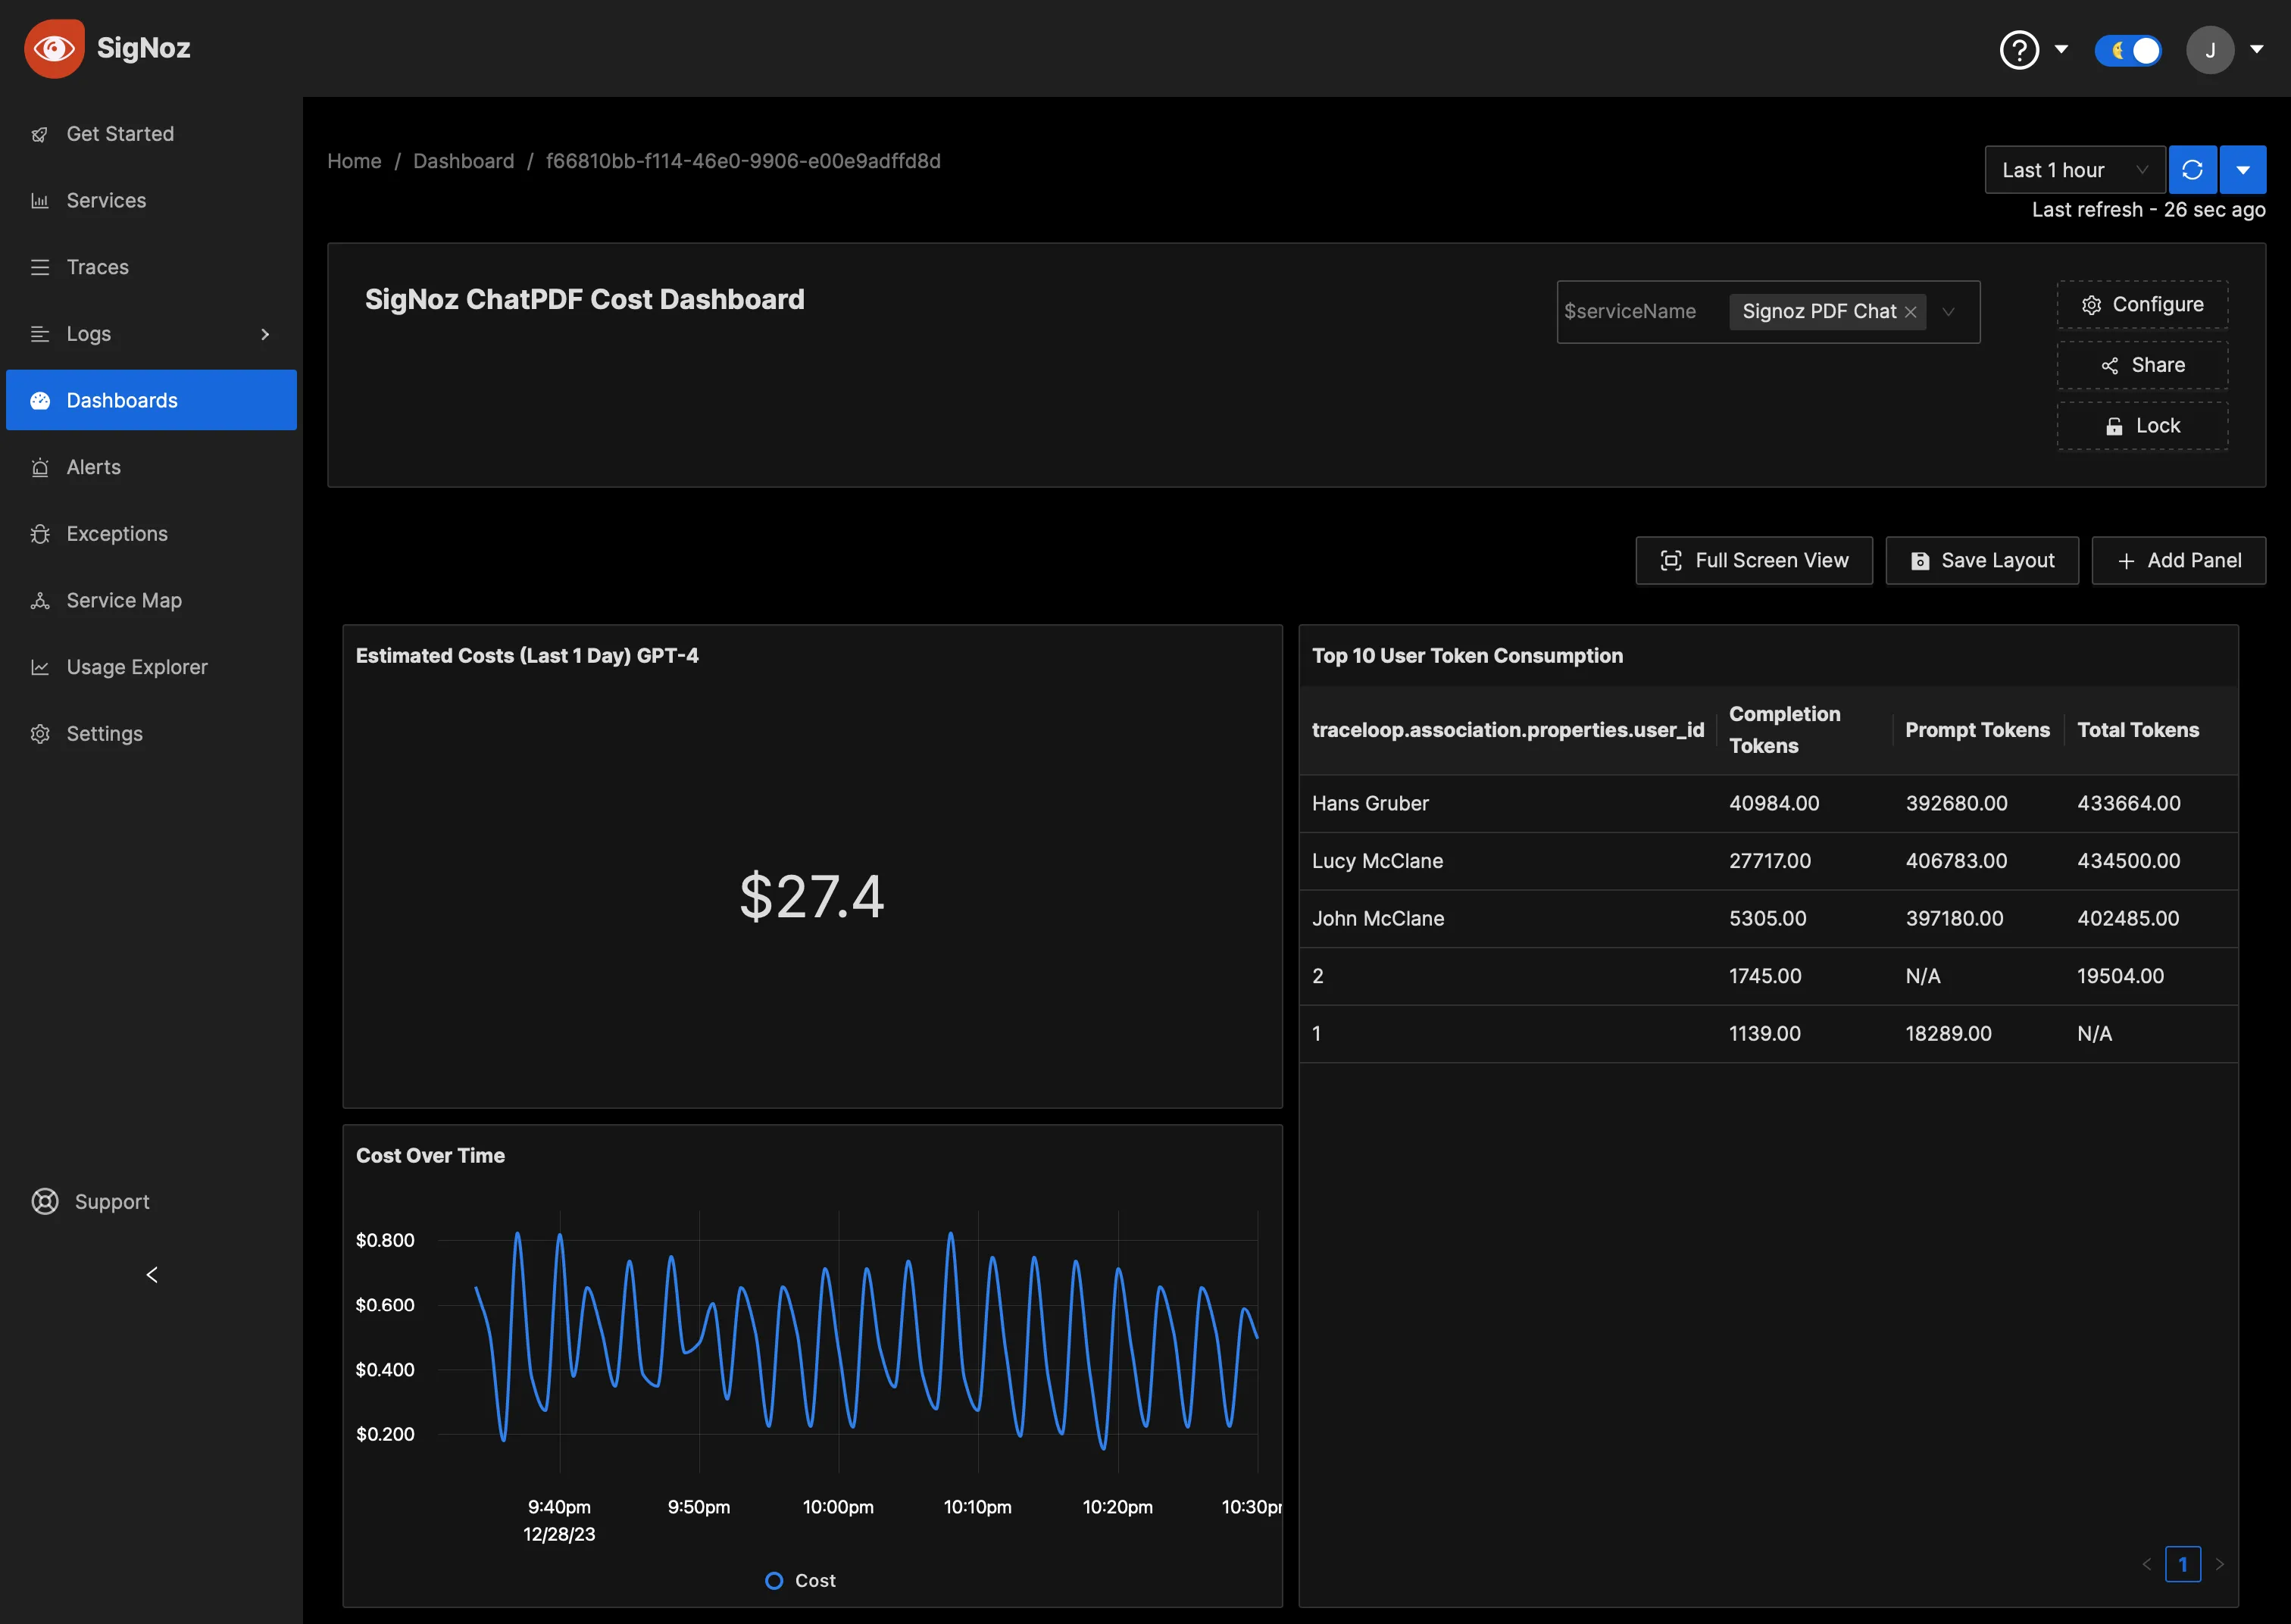 SigNoz
J
Get Started
Services
Traces
Logs
Dashboards
Alerts
Exceptions
Service Map
Usage Explorer
Settings
Support
Home / Dashboard / f66810bb-f114-46e0-9906-e00e9adffd8d
Last 1 hour
Last refresh - 26 sec ago
SigNoz ChatPDF Cost Dashboard
$serviceName Signoz PDF Chat
Configure
Share
Lock
Full Screen View Save Layout + Add Panel
Estimated Costs (Last 1 Day) GPT-4
$27.4
Cost Over Time
$0.800
$0.600
$0.400
$0.200
9:40pm 9:50pm 10:00pm 10:10pm 10:20pm 10:30pm
12/28/23
Cost
Top 10 User Token Consumption
traceloop.association.properties.user_id Completion Tokens Prompt Tokens Total Tokens
Hans Gruber 40984.00 392680.00 433664.00
Lucy McClane 27717.00 406783.00 434500.00
John McClane 5305.00 397180.00 402485.00
2 1745.00 N/A 19504.00
1 1139.00 18289.00 N/A
1